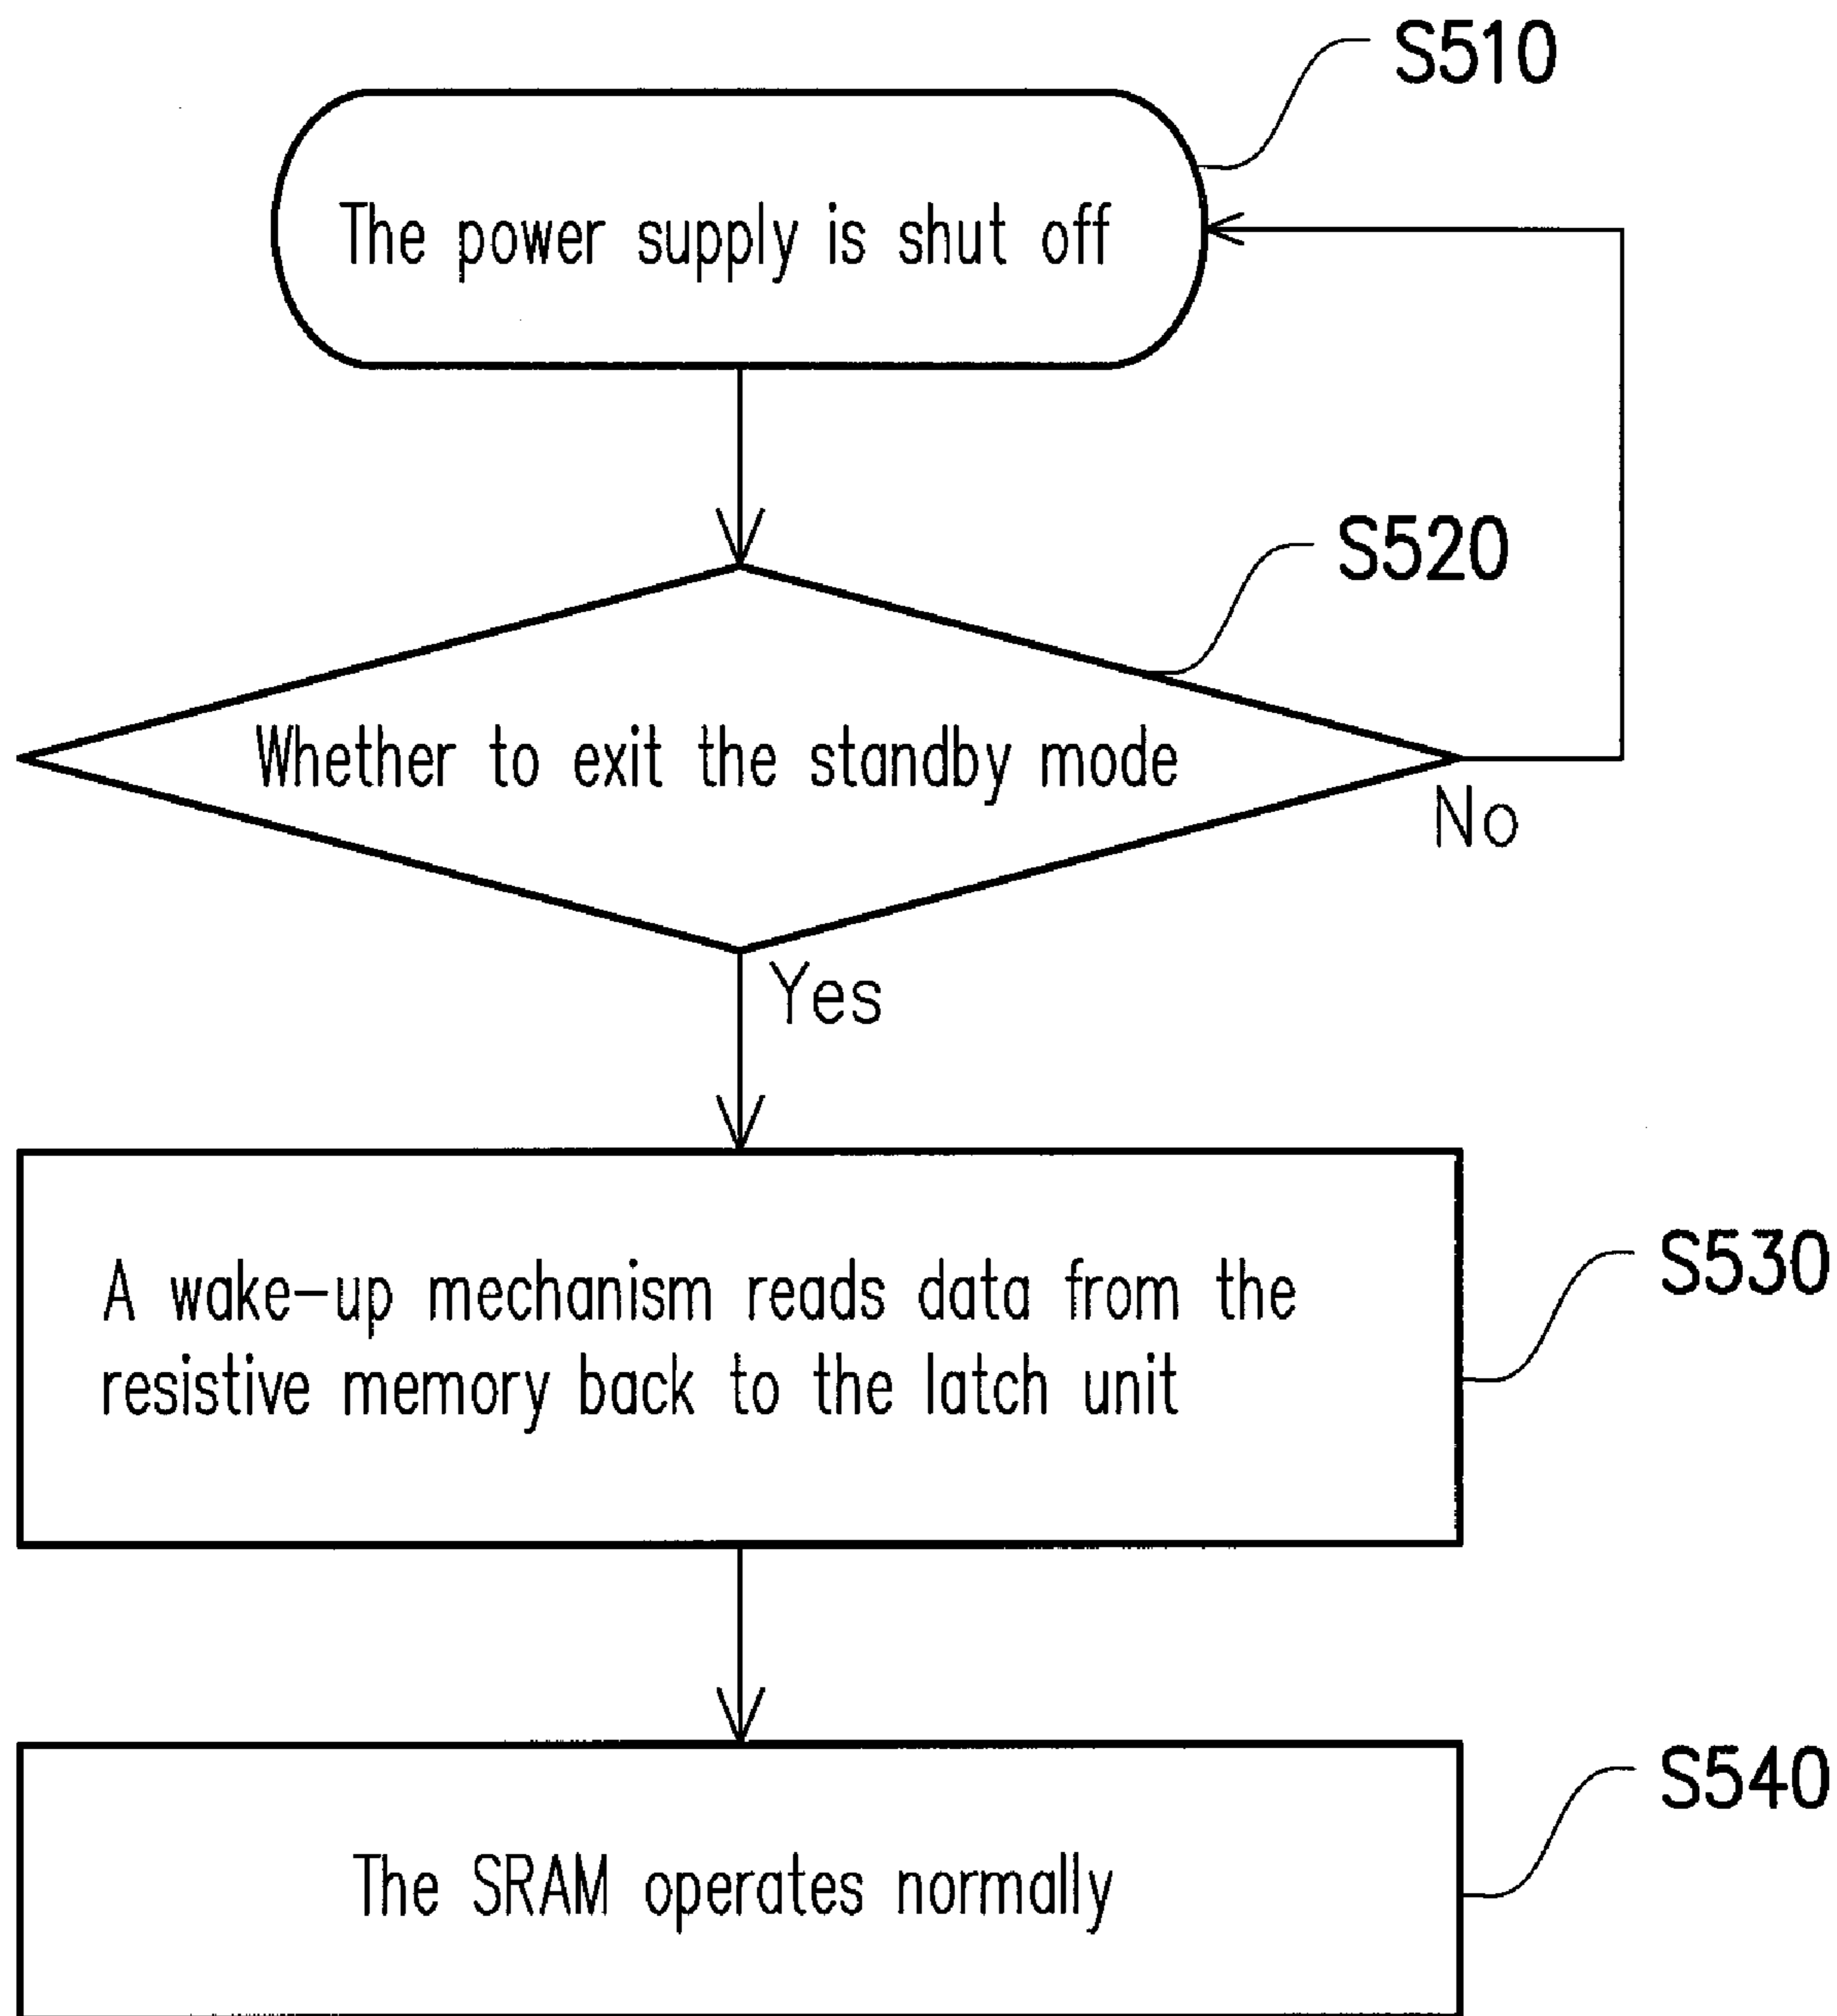 S510
The power supply is shut off
S520
Whether to exit the standby mode
No
Yes
S530
A wake-up mechanism reads data from the
resistive memory back to the latch unit
S540
The SRAM operates normally